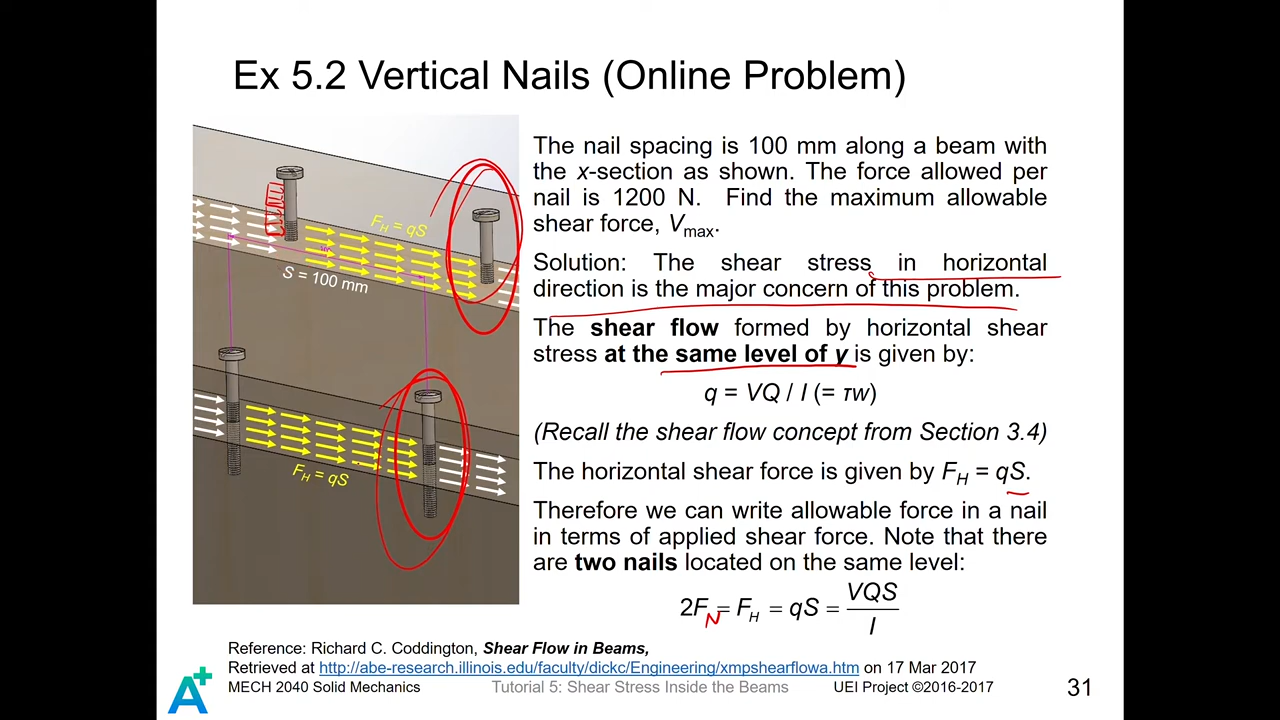 Ex 5.2 Vertical Nails (Online Problem)
F_H = qS
S = 100 mm
F_H = qS
The nail spacing is 100 mm along a beam with
the x-section as shown. The force allowed per
nail is 1200 N. Find the maximum allowable
shear force, V_max.
Solution: The shear stress in horizontal
direction is the major concern of this problem.
The shear flow formed by horizontal shear
stress at the same level of y is given by:
q = VQ / I (= τw)
(Recall the shear flow concept from Section 3.4)
The horizontal shear force is given by F_H = qS.
Therefore we can write allowable force in a nail
in terms of applied shear force. Note that there
are two nails located on the same level:
2F_N = F_H = qS = VQS / I
Reference: Richard C. Coddington, Shear Flow in Beams,
Retrieved at http://abe-research.illinois.edu/faculty/dickc/Engineering/xmpshearflowa.htm on 17 Mar 2017
MECH 2040 Solid Mechanics Tutorial 5: Shear Stress Inside the Beams UEI Project ©2016-2017 31
A+